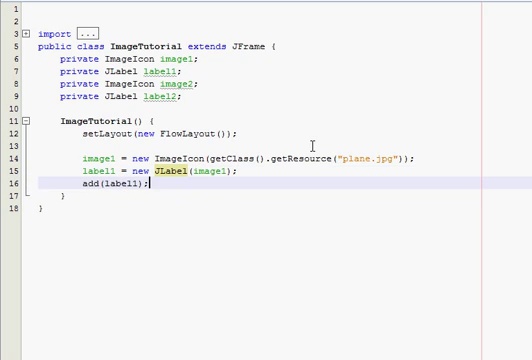 1
2
3 import ...
5 public class ImageTutorial extends JFrame {
6 private ImageIcon image1;
7 private JLabel label1;
8 private ImageIcon image2;
9 private JLabel label2;
10
11 ImageTutorial() {
12 setLayout(new FlowLayout());
13
14 image1 = new ImageIcon(getClass().getResource("plane.jpg"));
15 label1 = new JLabel(image1);
16 add(label1);
17 }
18 }